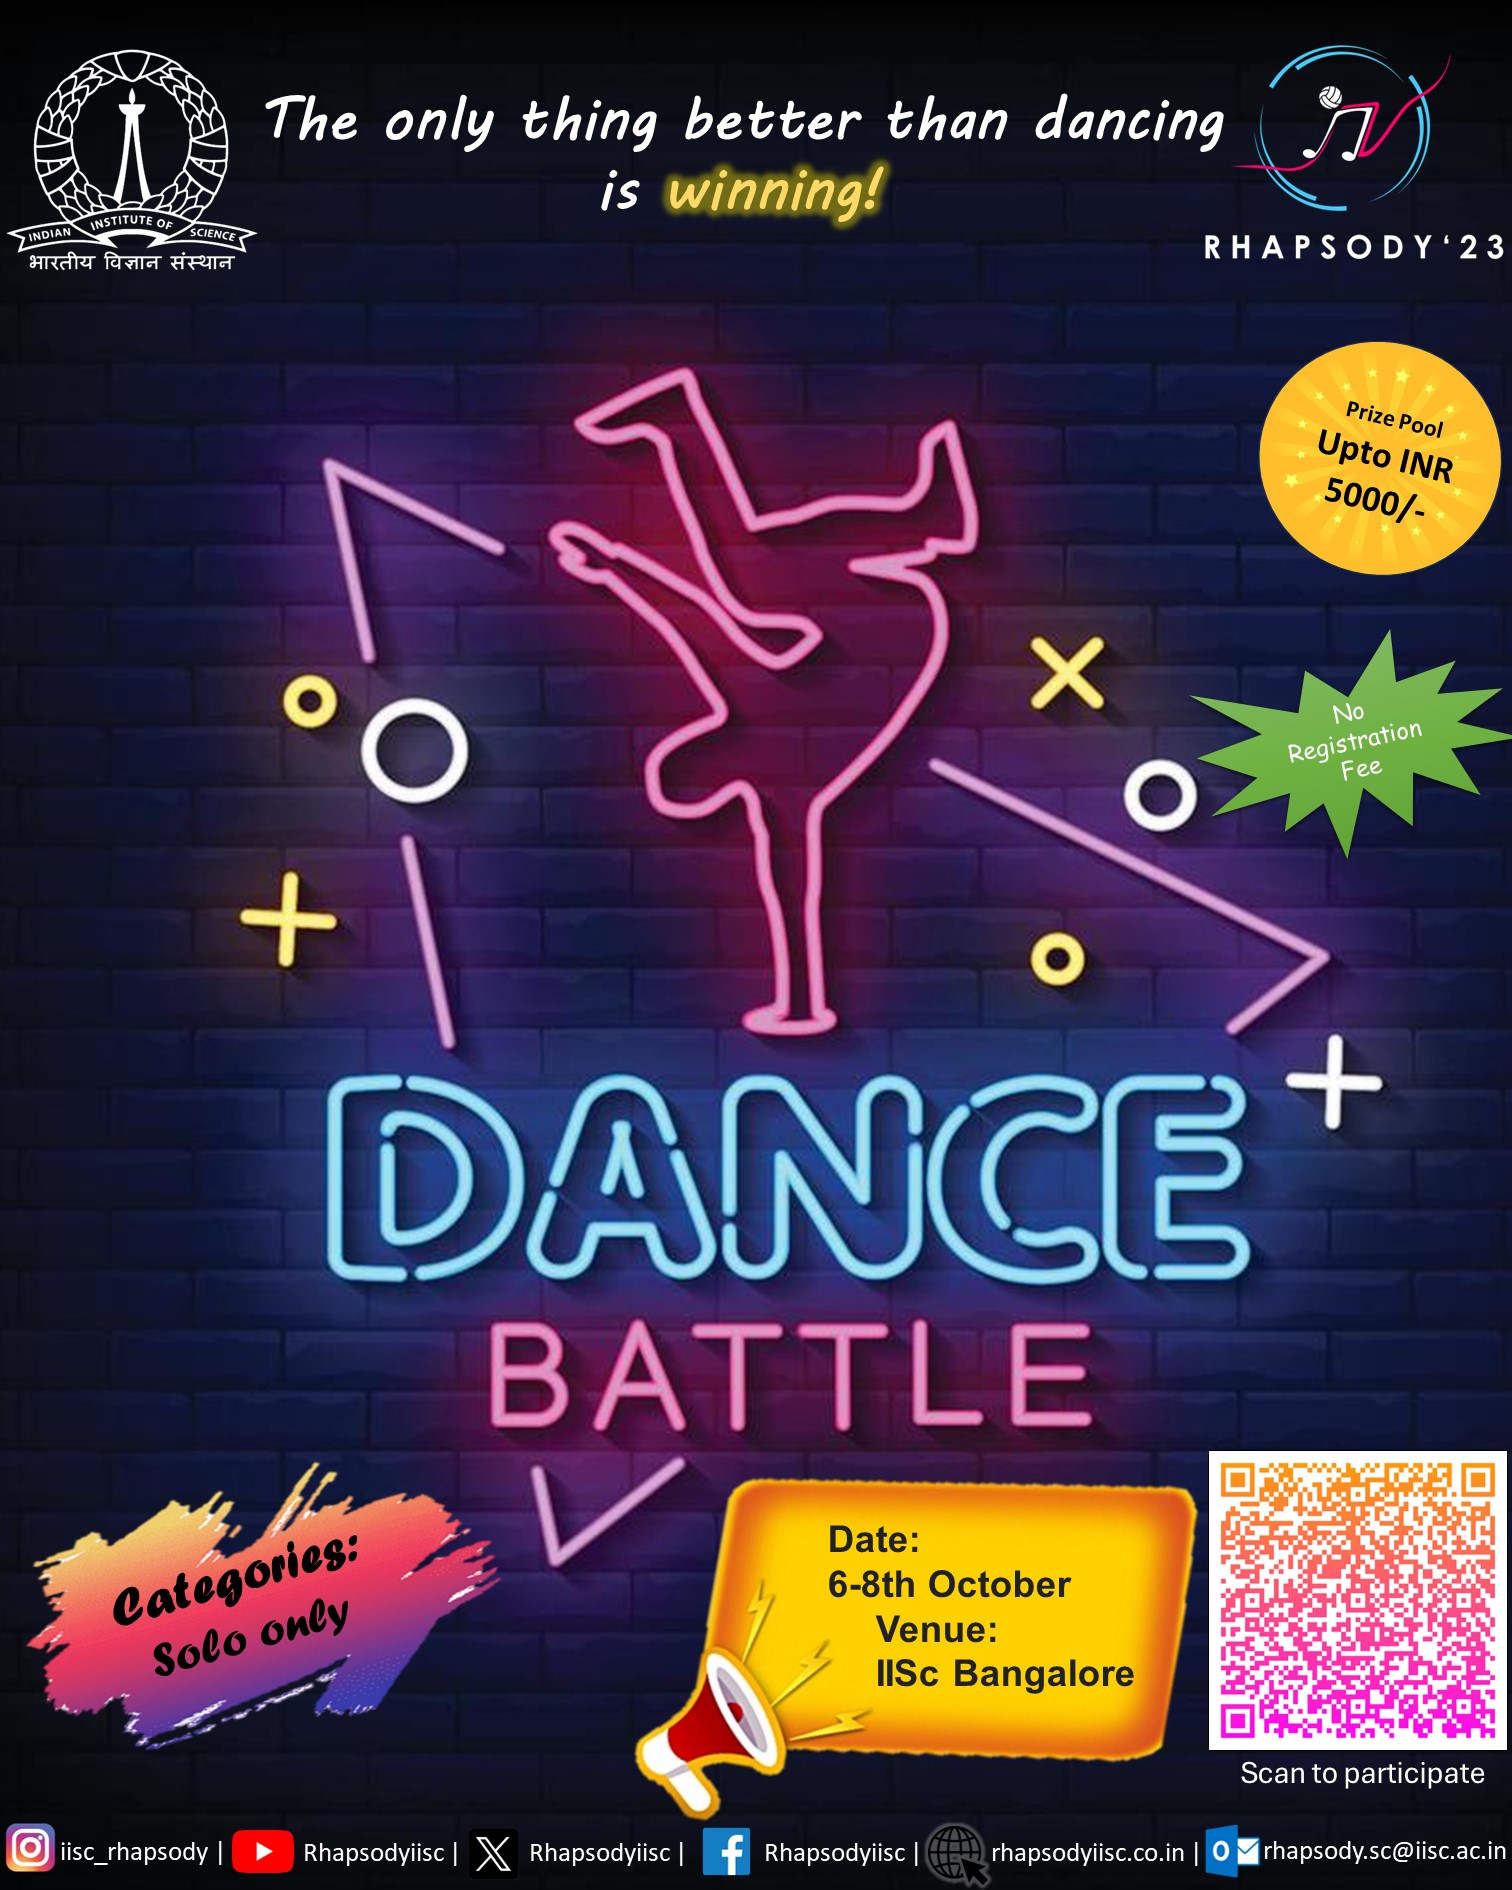 The only thing better than dancing
is winning!
INDIAN INSTITUTE OF SCIENCE
भारतीय विज्ञान संस्थान
RHAPSODY‘23
Prize Pool
Upto INR
5000/-
No
Registration
Fee
DANCE
BATTLE
Categories:
Solo only
Date:
6-8th October
Venue:
IISc Bangalore
Scan to participate
iisc_rhapsody | Rhapsodyiisc | Rhapsodyiisc | Rhapsodyiisc | rhapsodyiisc.co.in | rhapsody.sc@iisc.ac.in